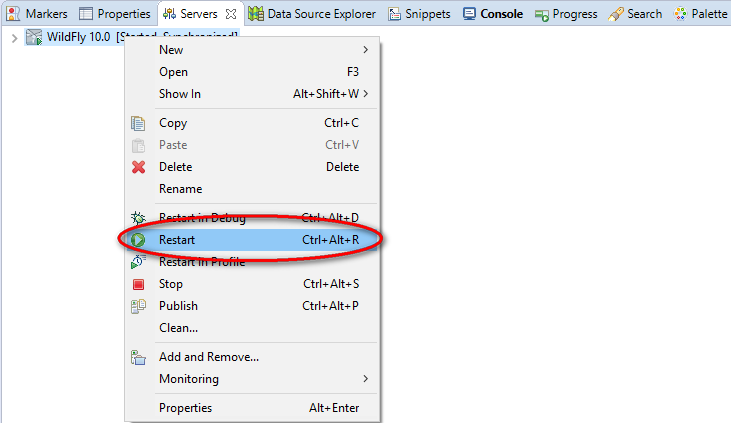 Markers Properties Servers Data Source Explorer Snippets Console Progress Search Palette
WildFly 10.0 [Started, Synchronized]
New
Open F3
Show In Alt+Shift+W
Copy Ctrl+C
Paste Ctrl+V
Delete Delete
Rename
Restart in Debug Ctrl+Alt+D
Restart Ctrl+Alt+R
Restart in Profile
Stop Ctrl+Alt+S
Publish Ctrl+Alt+P
Clean...
Add and Remove...
Monitoring
Properties Alt+Enter